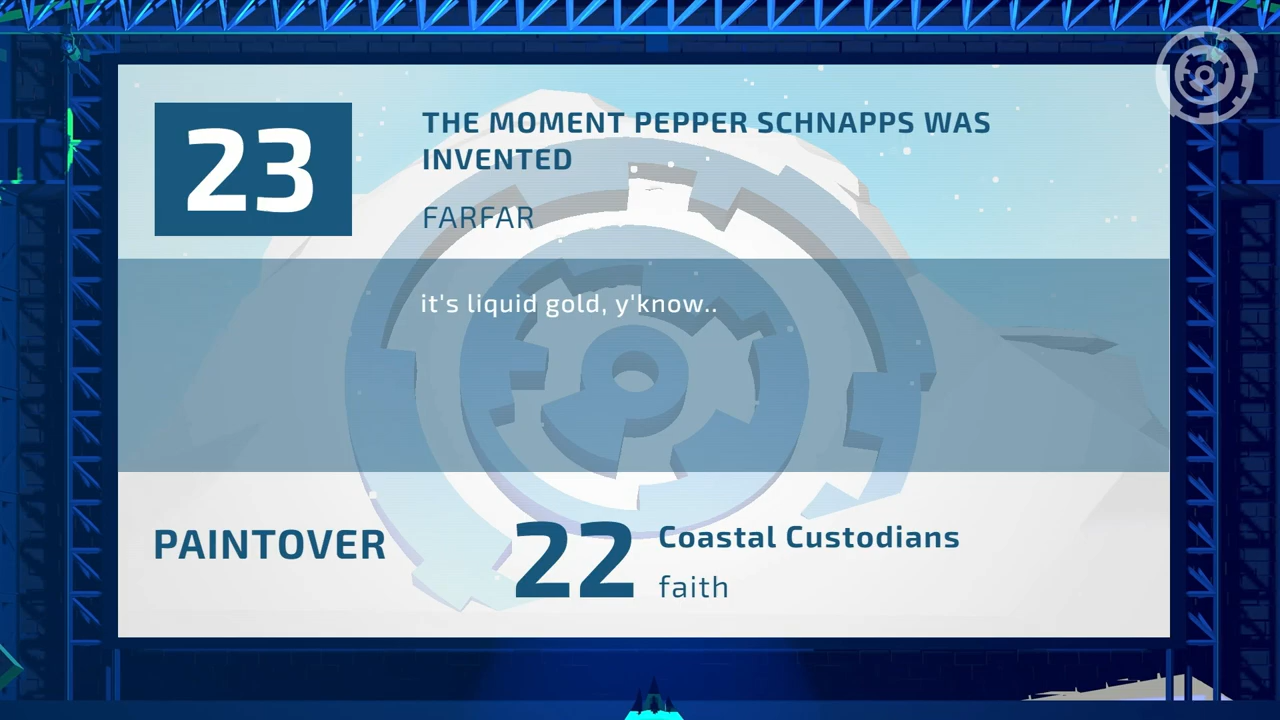 23
THE MOMENT PEPPER SCHNAPPS WAS
INVENTED
FARFAR
it's liquid gold, y'know..
PAINTOVER
22
Coastal Custodians
faith